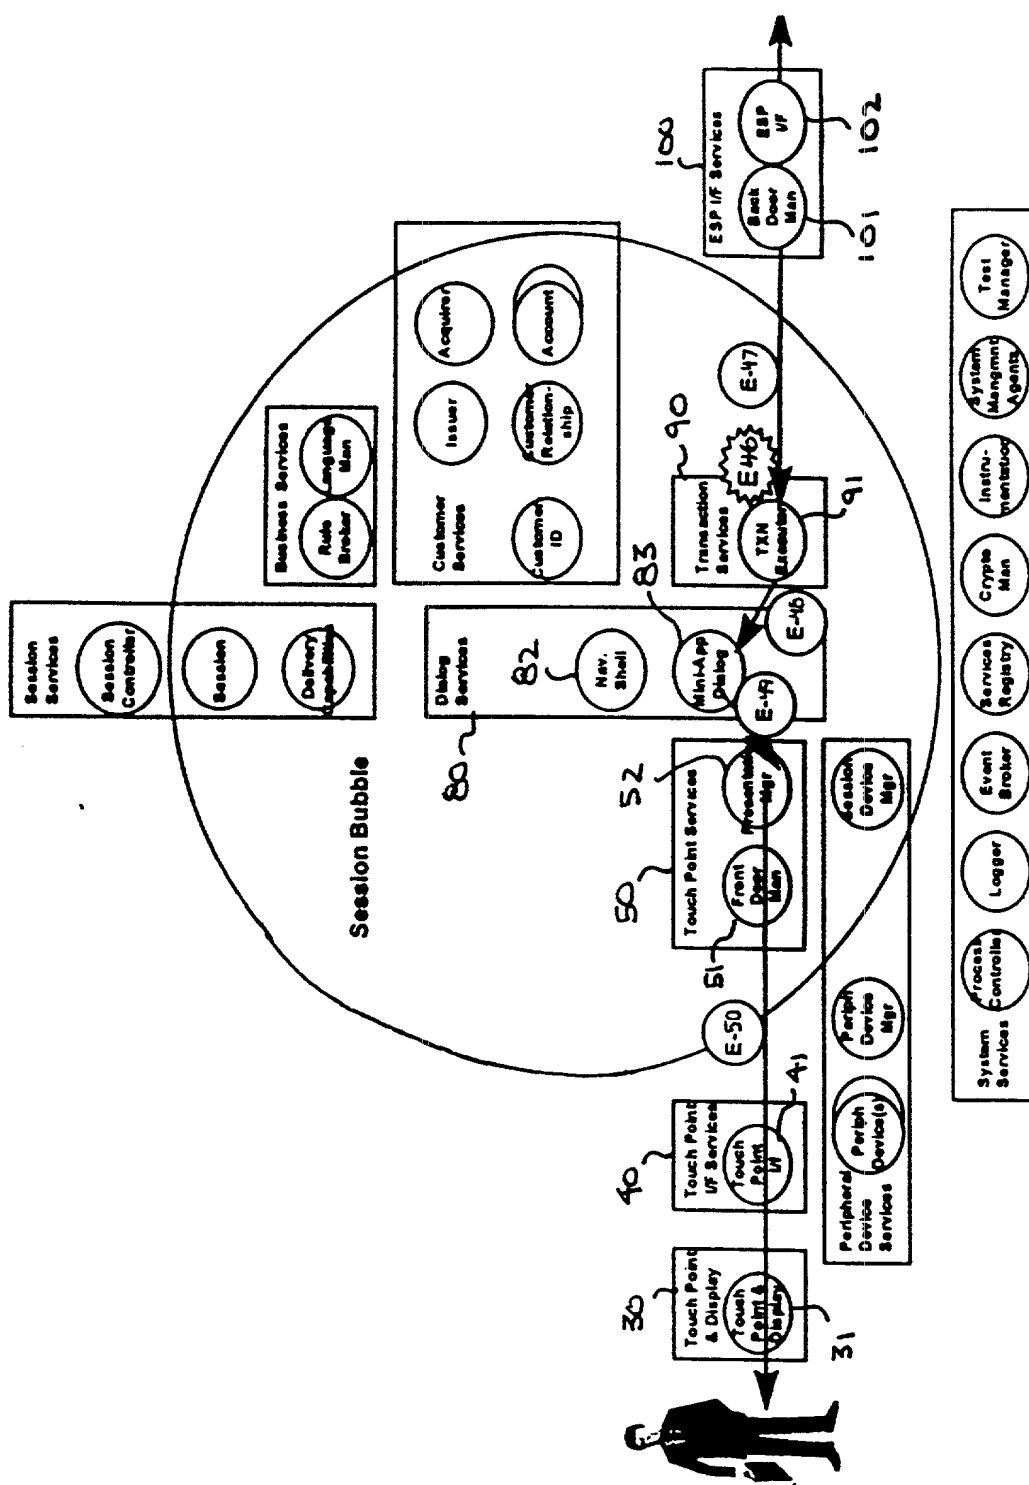 Session
Services
Session
Controller
Session
Delivery
Capabilities
Business Services
Rule
Broker
Language
Man
Customer
Services
Issuer
Acquirer
Customer
ID
Customer
Relation-
ship
Account
Session Bubble
80
Dialog
Services
82
Nav.
Shell
83
Mini-App
Dialog
E-48
E-49
90
Transaction
Services
TXN
Executer
91
E46
E-47
100
ESP I/F Services
Back
Door
Man
ESP
I/F
101
102
30
Touch Point
& Display
Touch
Point &
Display
31
40
Touch Point
I/F Services
Touch
Point
I/F
41
E-50
50
Touch Point Services
51
Front
Door
Man
52
Mgr
Peripheral
Device
Services
Periph
Device(s)
Periph
Device
Mgr
Session
Device
Mgr
System
Services
Process
Controller
Logger
Event
Broker
Services
Registry
Crypto
Man
Instru-
mentation
System
Mangmnt
Agents
Test
Manager